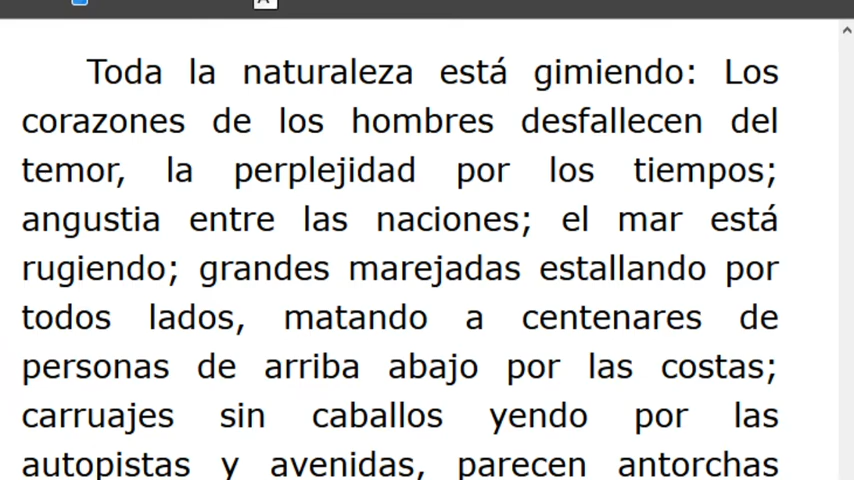 Toda la naturaleza está gimiendo: Los
corazones de los hombres desfallecen del
temor, la perplejidad por los tiempos;
angustia entre las naciones; el mar está
rugiendo; grandes marejadas estallando por
todos lados, matando a centenares de
personas de arriba abajo por las costas;
carruajes sin caballos yendo por las
autopistas y avenidas, parecen antorchas